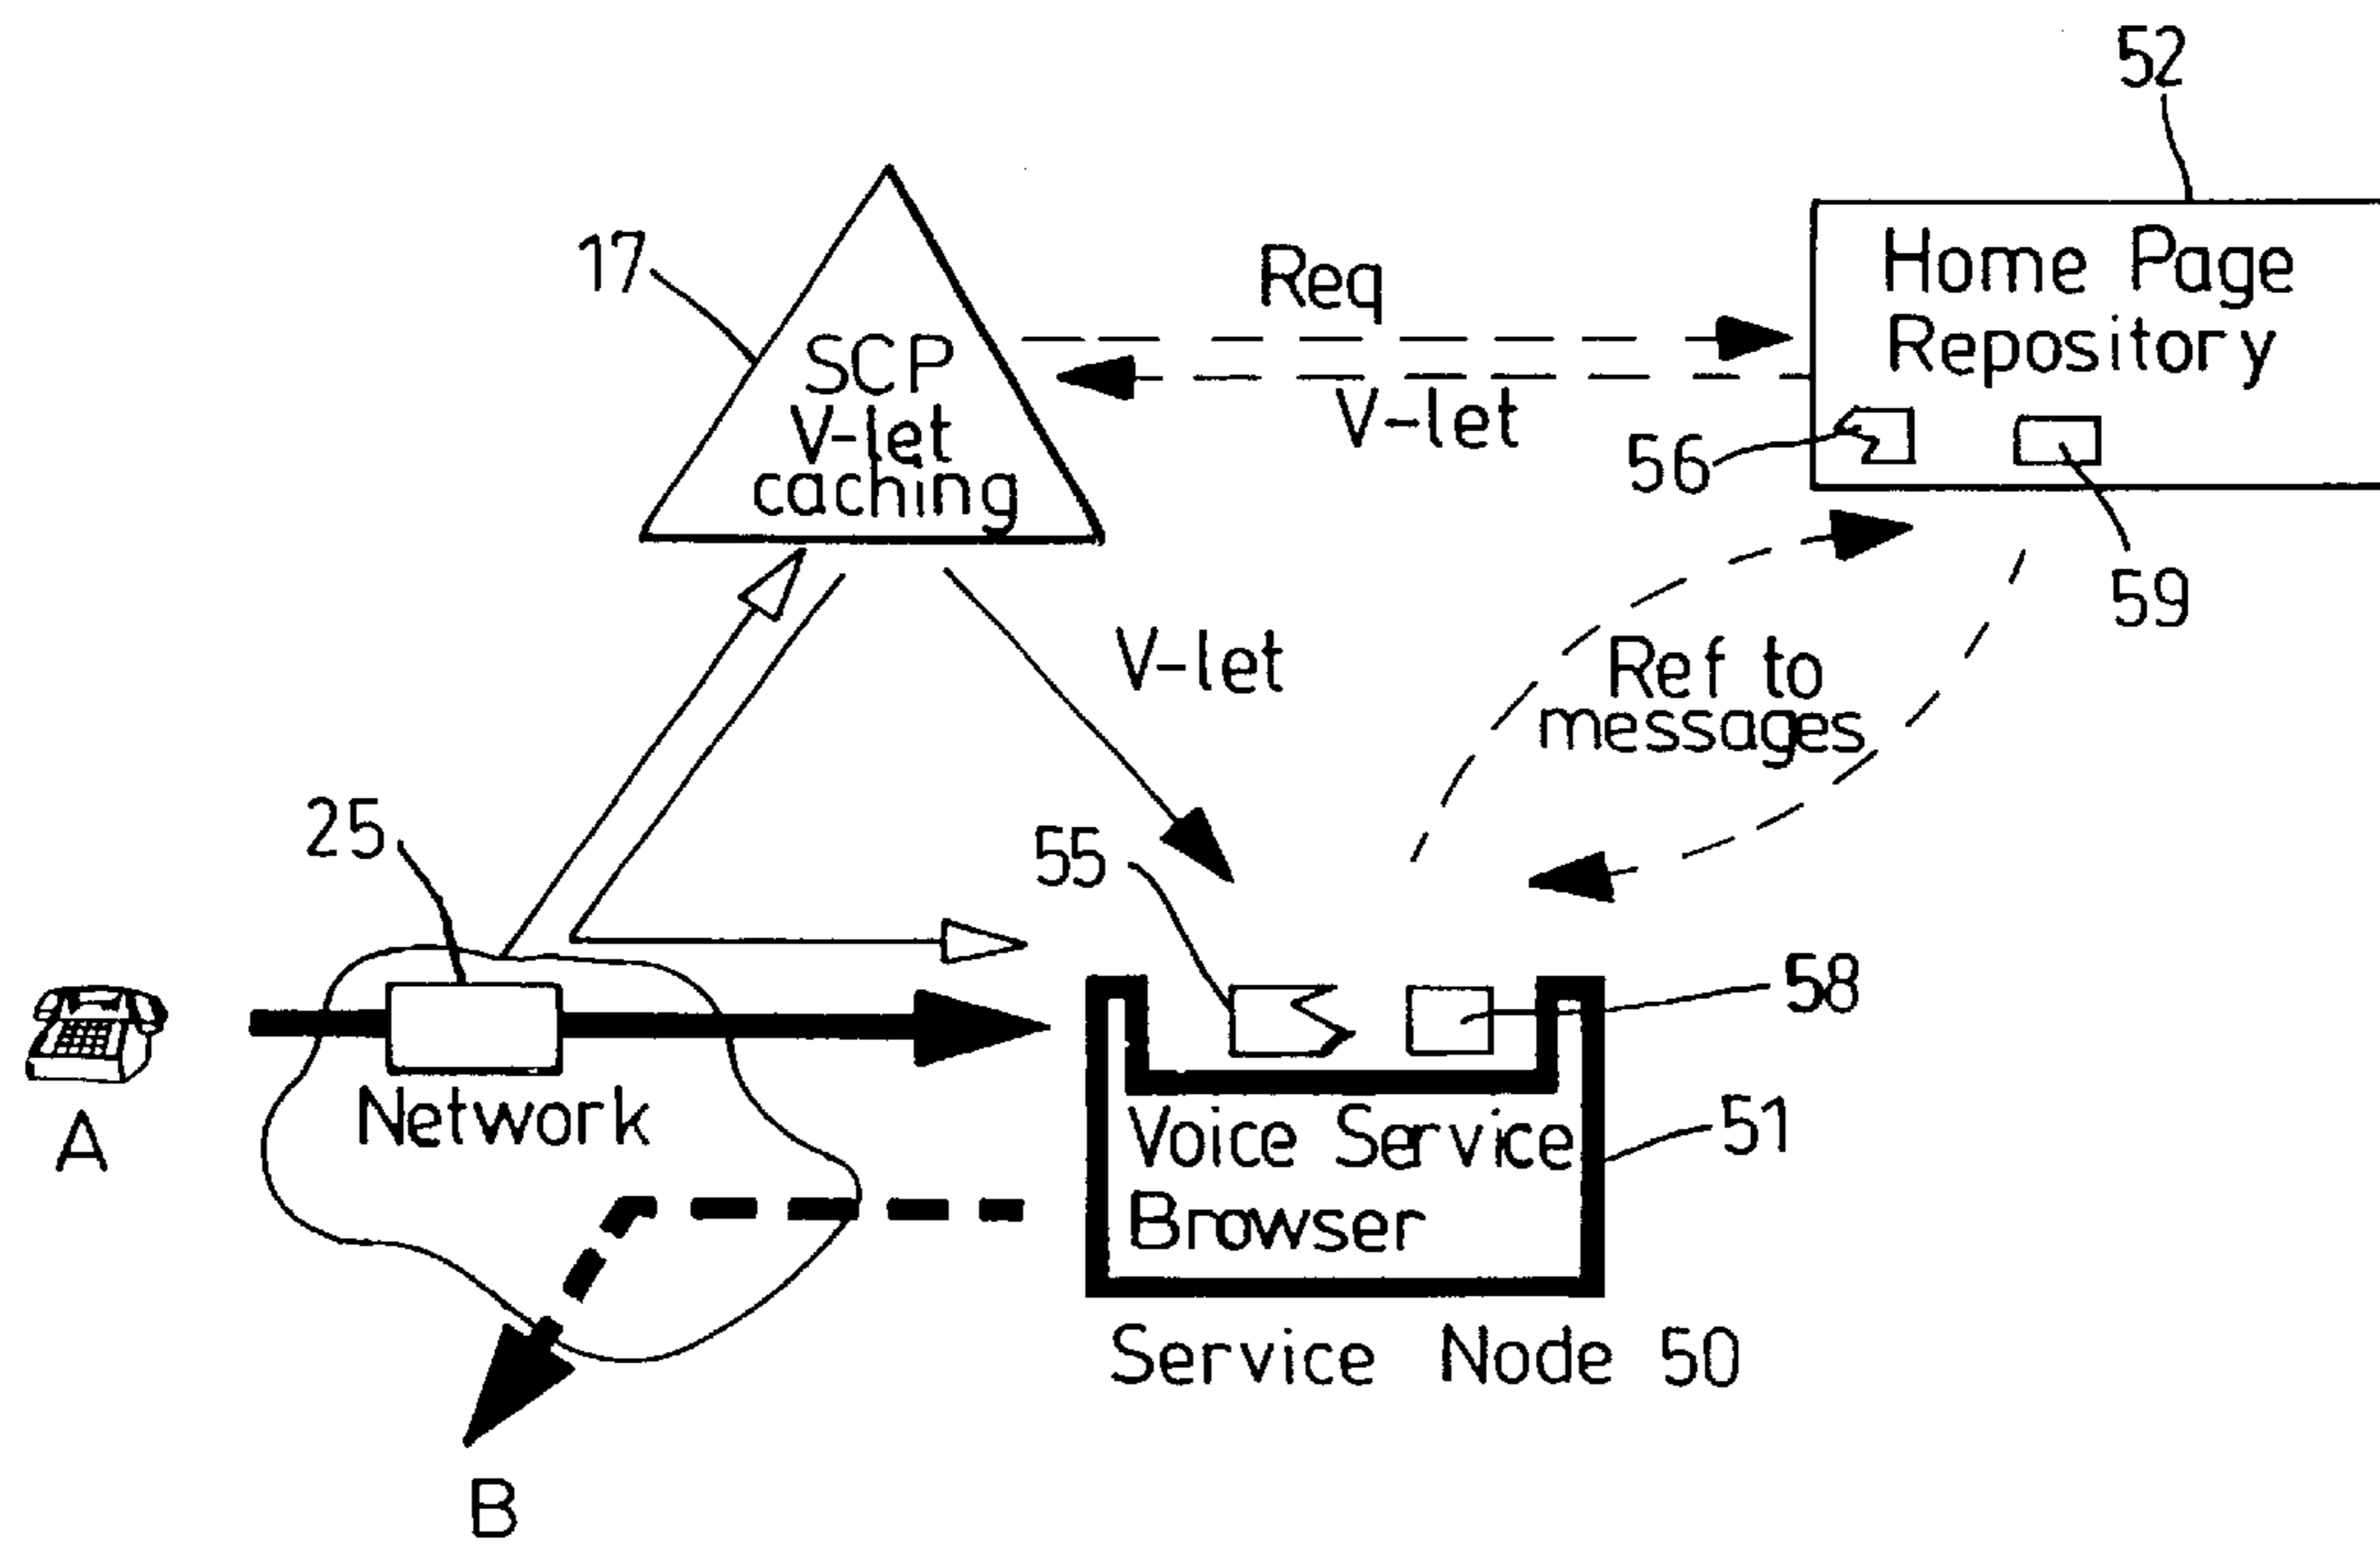 52
17
Req
Home Page
Repository
SCP
V-let
caching
V-let
56
59
V-let
Ref to
messages
25
55
58
A
Network
Voice Service
Browser
51
Service Node 50
B